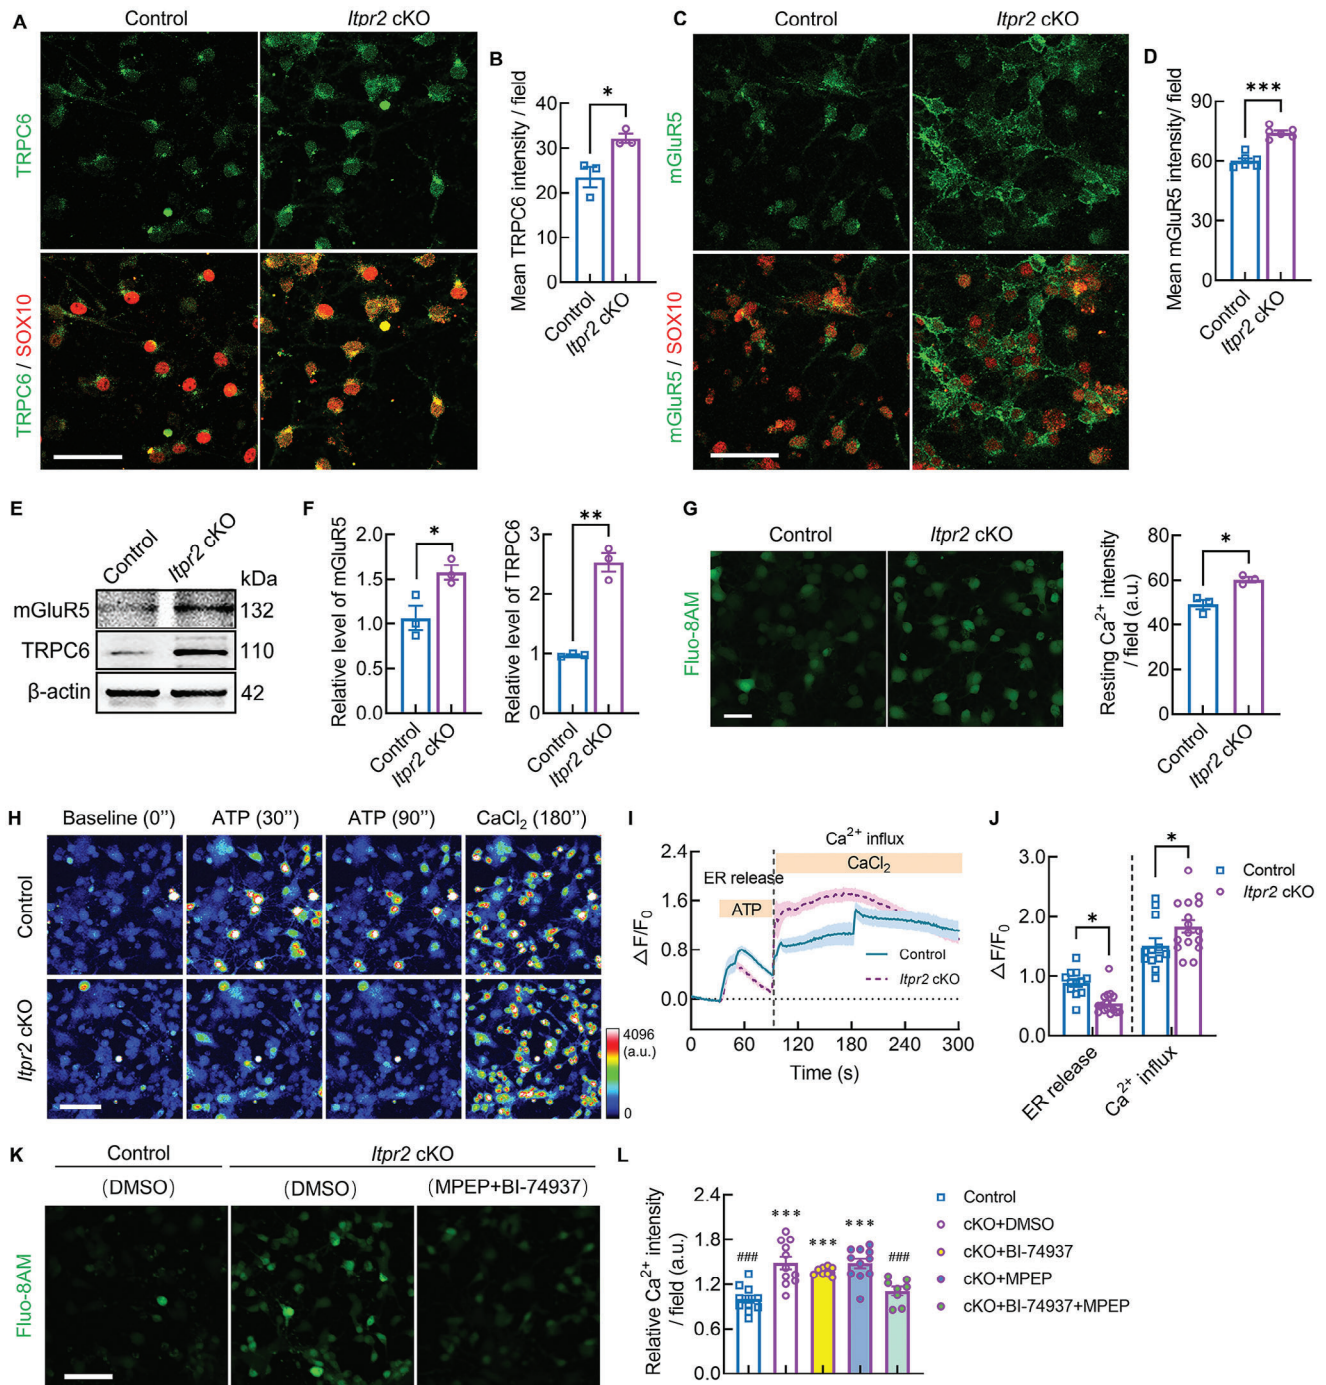 A
Control
Itpr2 cKO
TRPC6
TRPC6 / SOX10
B
Mean TRPC6 intensity / field
40
30
20
10
0
*
Control
Itpr2 cKO
C
Control
Itpr2 cKO
mGluR5
mGluR5 / SOX10
D
Mean mGluR5 intensity/ field
90
60
30
0
***
Control
Itpr2 cKO
E
Control
Itpr2 cKO
kDa
mGluR5
132
TRPC6
110
β-actin
42
F
Relative level of mGluR5
2.0
1.5
1.0
0.5
0.0
*
Control
Itpr2 cKO
Relative level of TRPC6
3
2
1
0
**
Control
Itpr2 cKO
G
Control
Itpr2 cKO
Fluo-8AM
Resting Ca2+ intensity
/ field (a.u.)
80
60
40
20
0
*
Control
Itpr2 cKO
H
Baseline (0'')
ATP (30'')
ATP (90'')
CaCl2 (180'')
Control
Itpr2 cKO
4096
(a.u.)
0
I
Ca2+ influx
CaCl2
ER release
ATP
△F/F0
2.4
1.6
0.8
0.0
Control
Itpr2 cKO
0
60
120
180
240
300
Time (s)
J
△F/F0
3.0
2.0
1.0
0.0
*
*
Control
Itpr2 cKO
ER release
Ca2+ influx
K
Control
Itpr2 cKO
(DMSO)
(DMSO)
(MPEP+BI-74937)
Fluo-8AM
L
Relative Ca2+ intensity
/ field (a.u.)
2.4
1.8
1.2
0.6
0.0
###
***
***
***
###
Control
cKO+DMSO
cKO+BI-74937
cKO+MPEP
cKO+BI-74937+MPEP